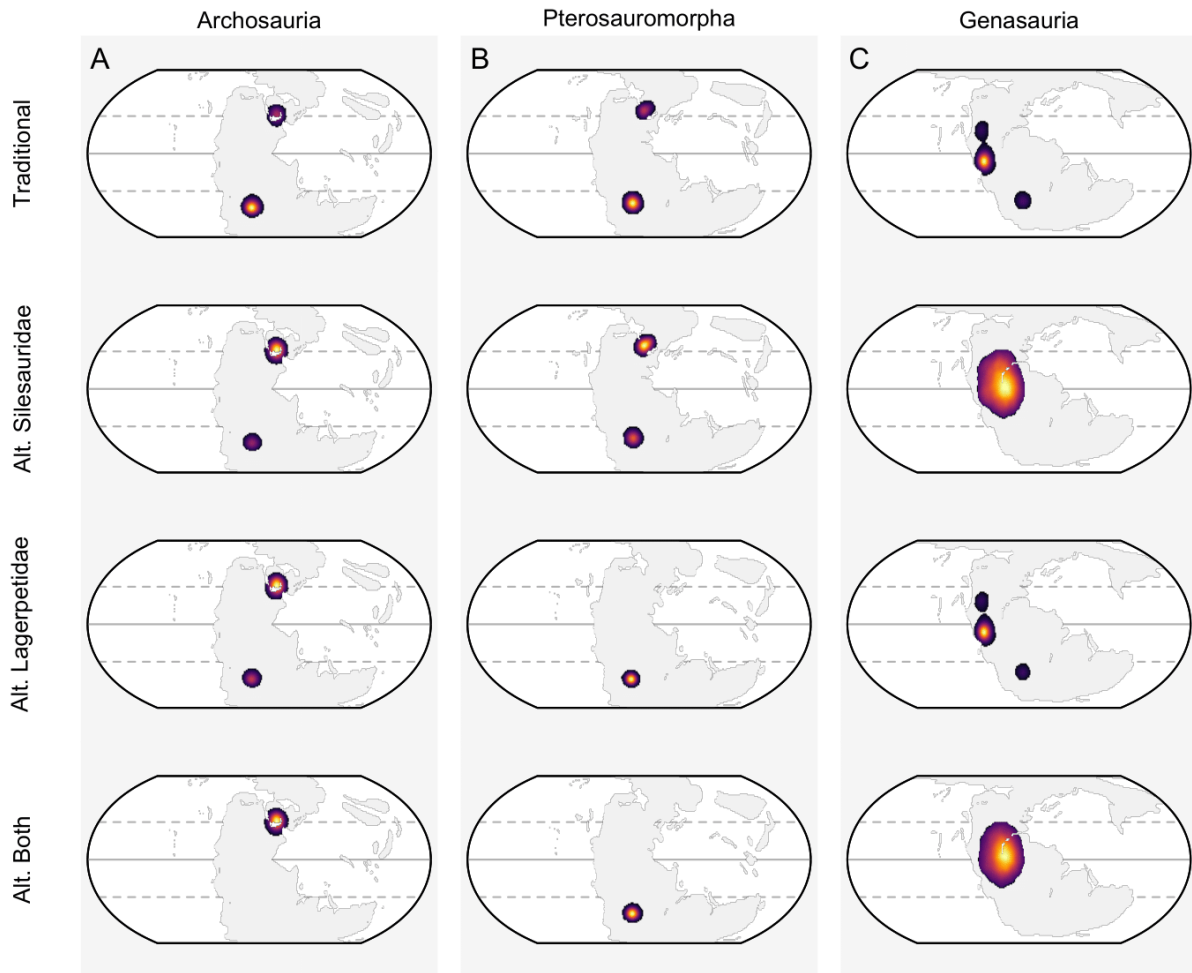 Archosauria
Pterosauromorpha
Genasauria
A
B
C
Traditional
Alt. Silesauridae
Alt. Lagerpetidae
Alt. Both